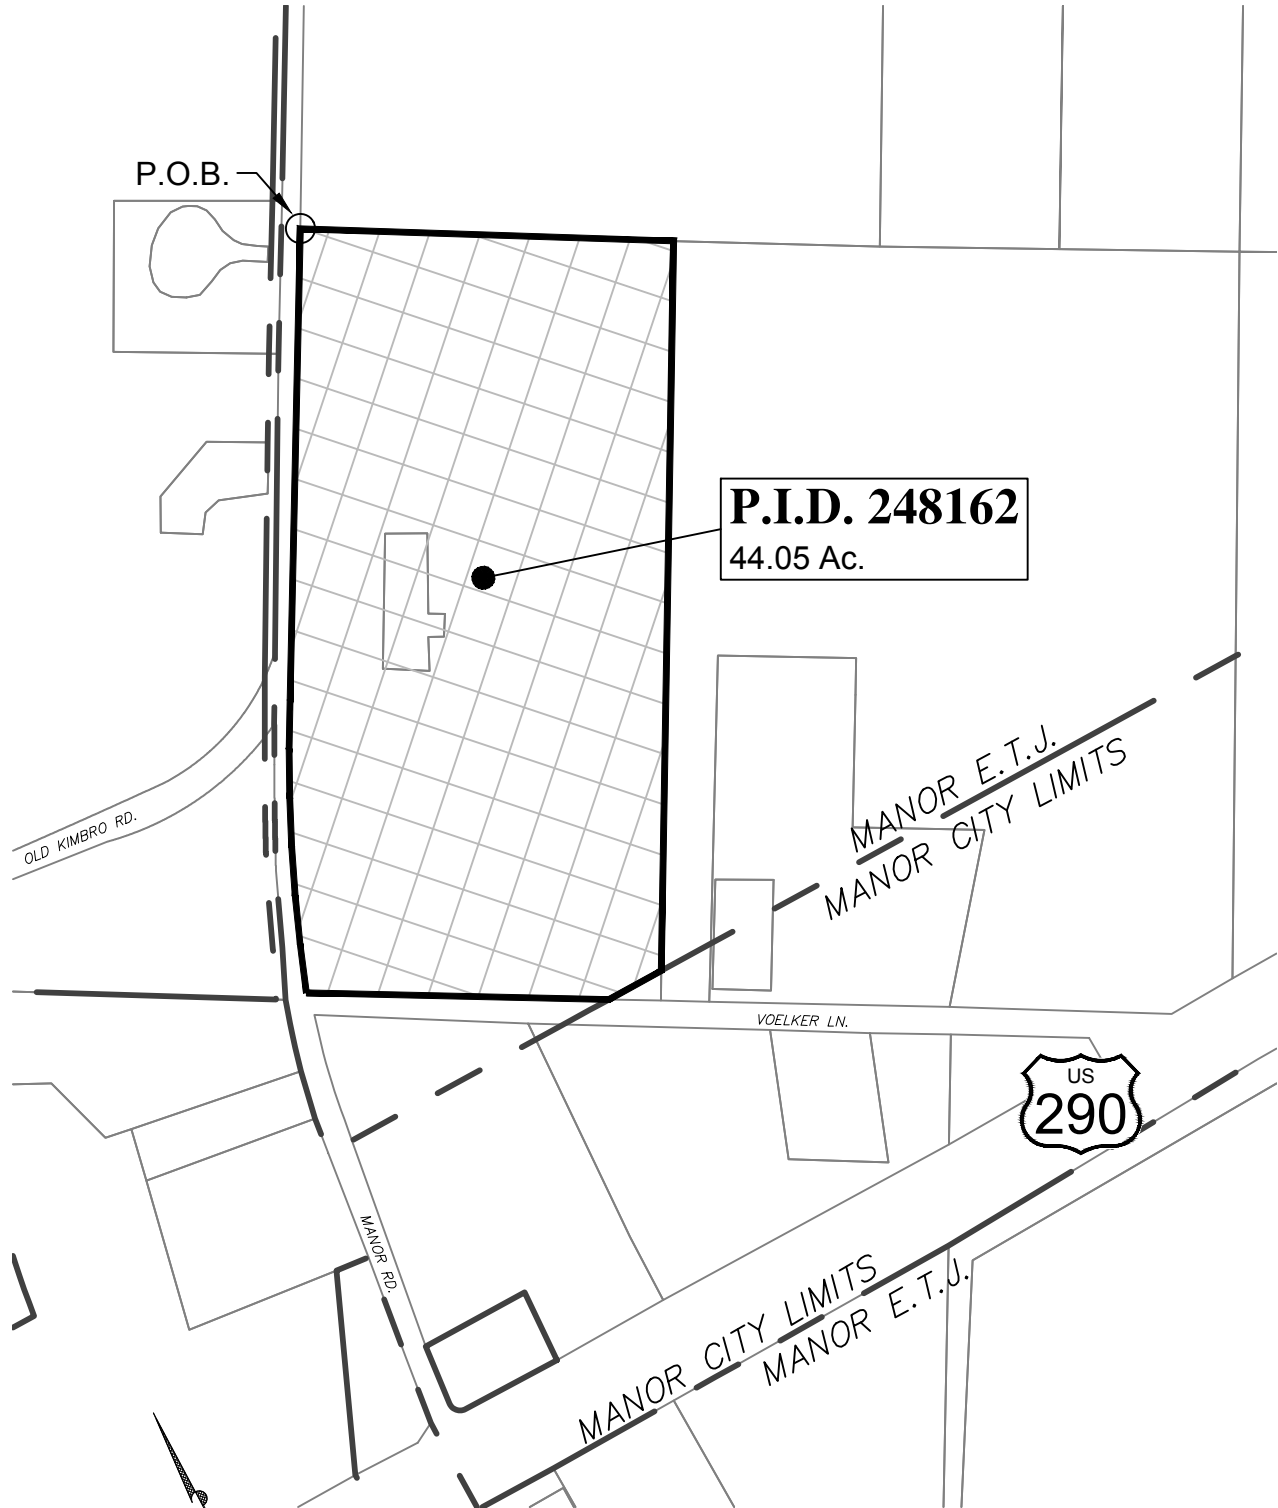 P.O.B.
P.I.D. 248162
44.05 Ac.
MANOR E.T.J.
MANOR CITY LIMITS
OLD KIMBRO RD.
VOELKER LN.
US
290
MANOR RD.
MANOR CITY LIMITS
MANOR E.T.J.